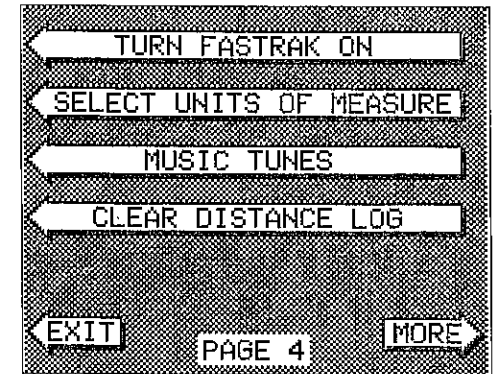 TURN FASTRAK ON
SELECT UNITS OF MEASURE
MUSIC TUNES
CLEAR DISTANCE LOG
EXIT
PAGE 4
MORE